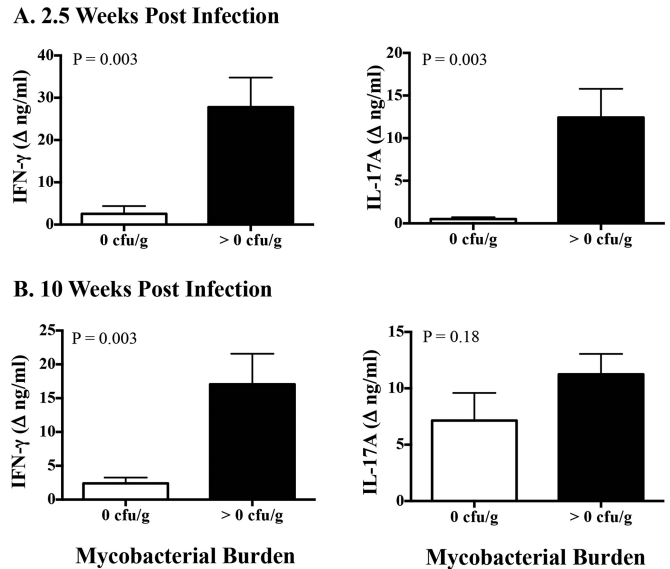 A. 2.5 Weeks Post Infection
P = 0.003
IFN-γ (Δ ng/ml)
40
30
20
10
0
0 cfu/g
> 0 cfu/g
P = 0.003
IL-17A (Δ ng/ml)
20
15
10
5
0
0 cfu/g
> 0 cfu/g
B. 10 Weeks Post Infection
P = 0.003
IFN-γ (Δ ng/ml)
25
20
15
10
5
0
0 cfu/g
> 0 cfu/g
Mycobacterial Burden
P = 0.18
IL-17A (Δ ng/ml)
15
10
5
0
0 cfu/g
> 0 cfu/g
Mycobacterial Burden